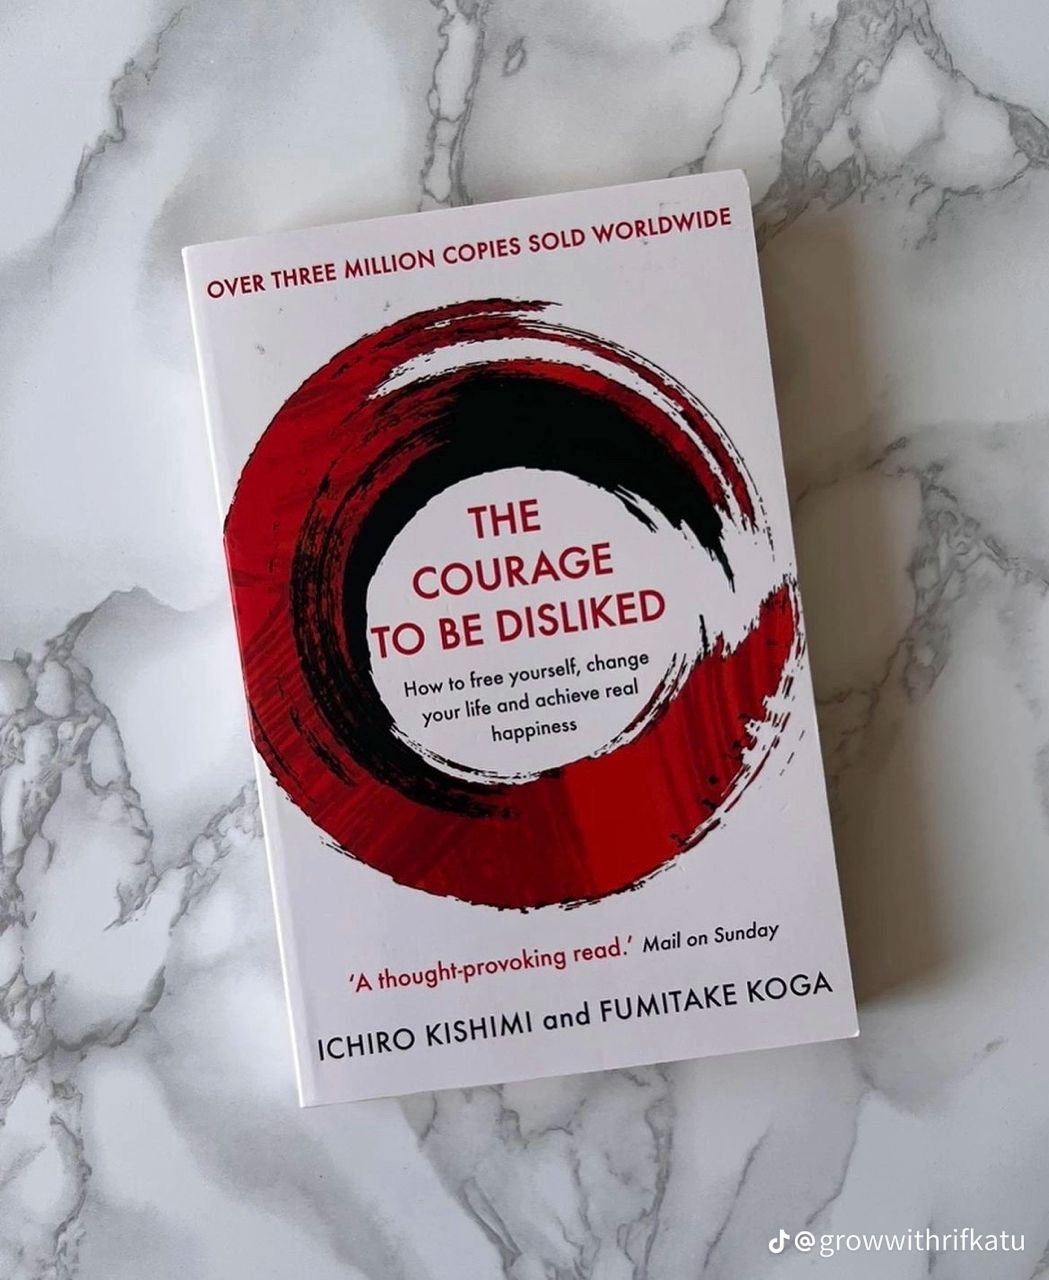 OVER THREE MILLION COPIES SOLD WORLDWIDE
THE
COURAGE
TO BE DISLIKED
How to free yourself, change
your life and achieve real
happiness
‘A thought-provoking read.’ Mail on Sunday
ICHIRO KISHIMI and FUMITAKE KOGA
@growwithrifkatu